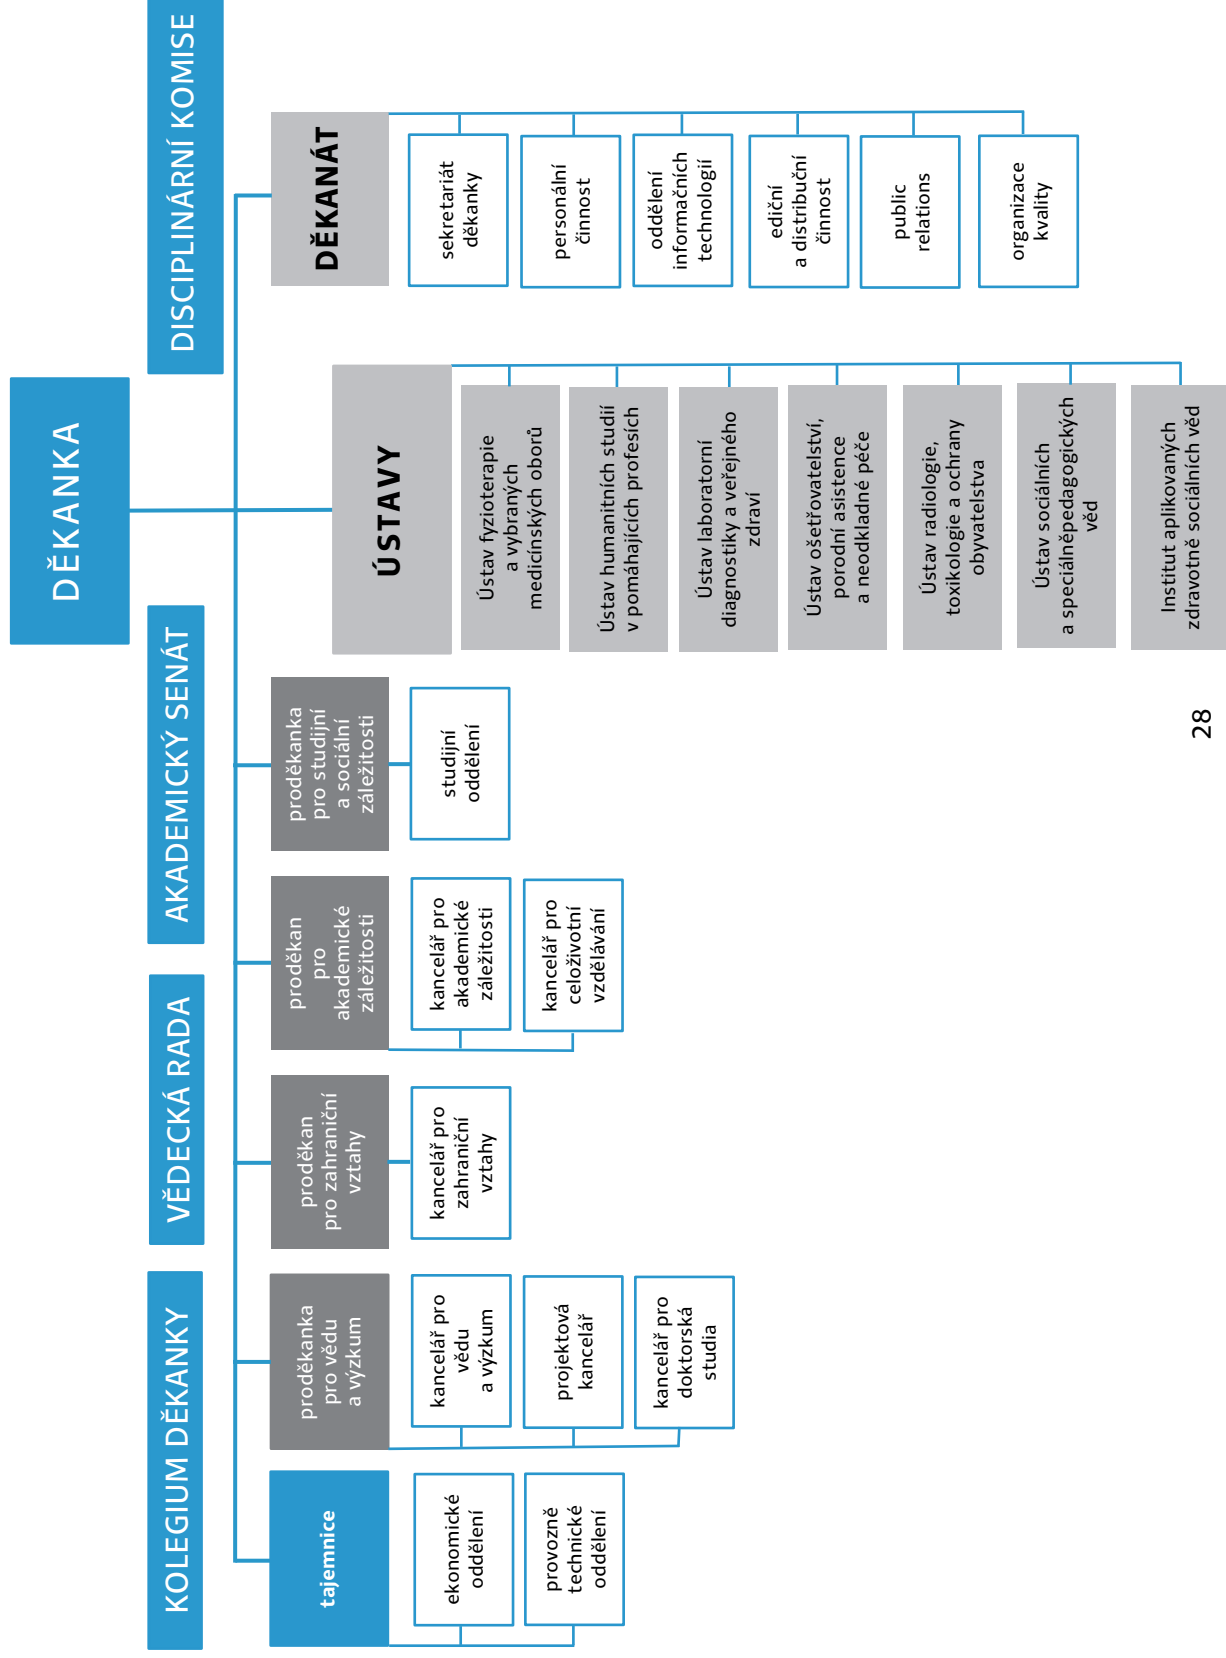 DĚKANKA
KOLEGIUM DĚKANKY
VĚDECKÁ RADA
AKADEMICKÝ SENÁT
DISCIPLINÁRNÍ KOMISE
tajemnice
ekonomické
oddělení
provozně
technické
oddělení
proděkanka
pro vědu
a výzkum
kancelář pro
vědu
a výzkum
projektová
kancelář
kancelář pro
doktorská
studia
proděkan
pro zahraniční
vztahy
kancelář pro
zahraniční
vztahy
proděkan
pro
akademické
záležitosti
kancelář pro
akademické
záležitosti
kancelář pro
celoživotní
vzdělávání
proděkanka
pro studijní
a sociální
záležitosti
studijní
oddělení
ÚSTAVY
Ústav fyzioterapie
a vybraných
medicínských oborů
Ústav humanitních studií
v pomáhajících profesích
Ústav laboratorní
diagnostiky a veřejného
zdraví
Ústav ošetřovatelství,
porodní asistence
a neodkladné péče
Ústav radiologie,
toxikologie a ochrany
obyvatelstva
Ústav sociálních
a speciálněpedagogických
věd
Institut aplikovaných
zdravotně sociálních věd
DĚKANÁT
sekretariát
děkanky
personální
činnost
oddělení
informačních
technologií
ediční
a distribuční
činnost
public
relations
organizace
kvality
28